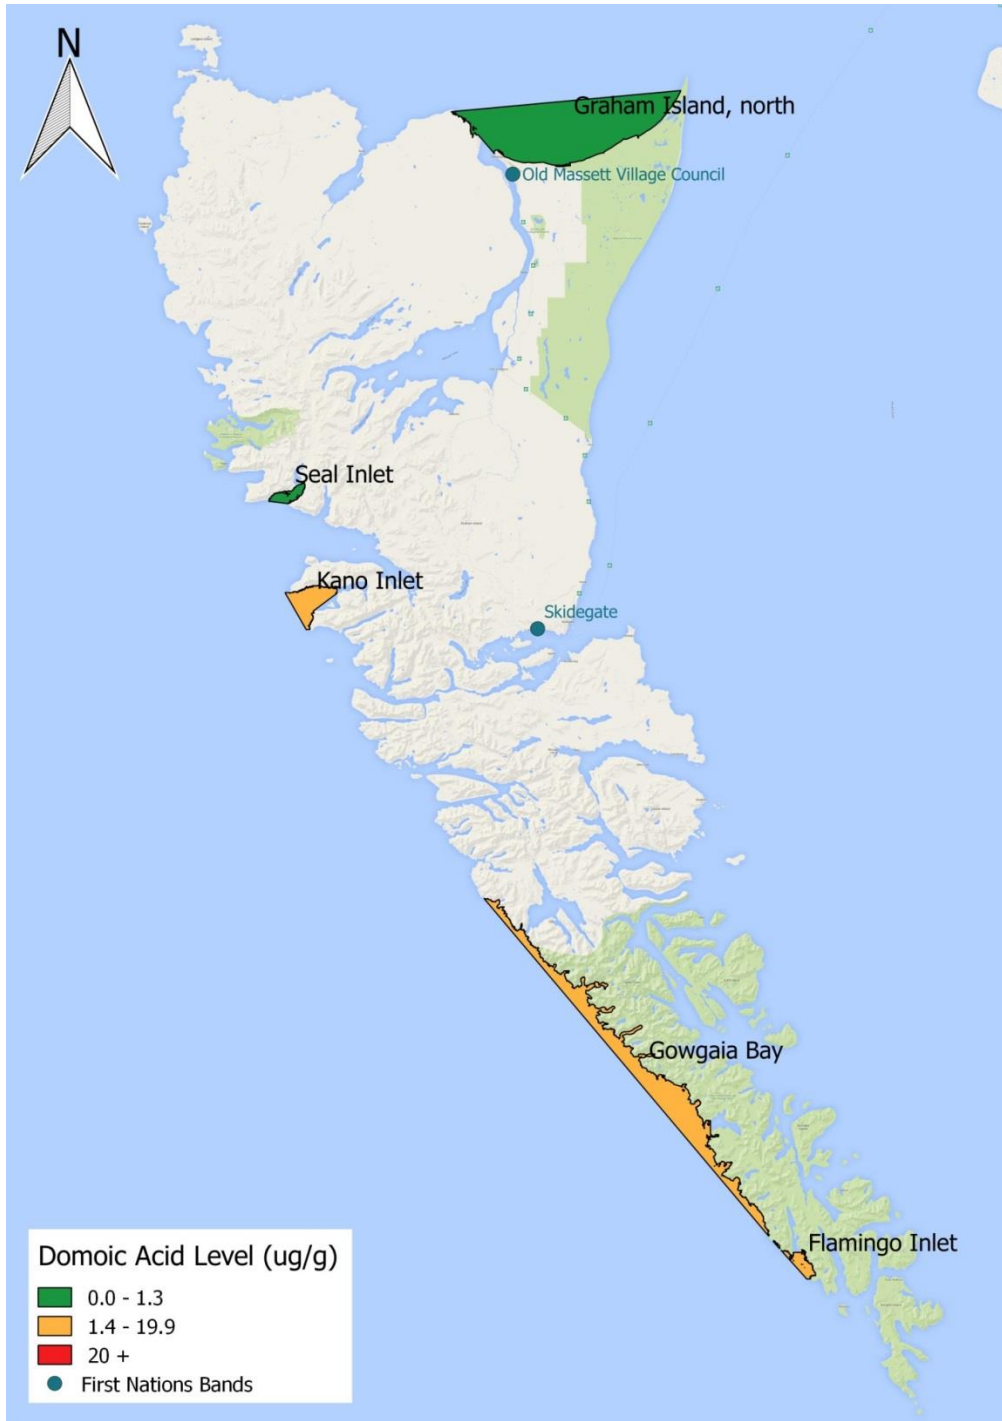 N
Graham Island, north
Old Massett Village Council
Seal Inlet
Kano Inlet
Skidegate
Gowgaia Bay
Flamingo Inlet
Domoic Acid Level (ug/g)
0.0 - 1.3
1.4 - 19.9
20 +
First Nations Bands